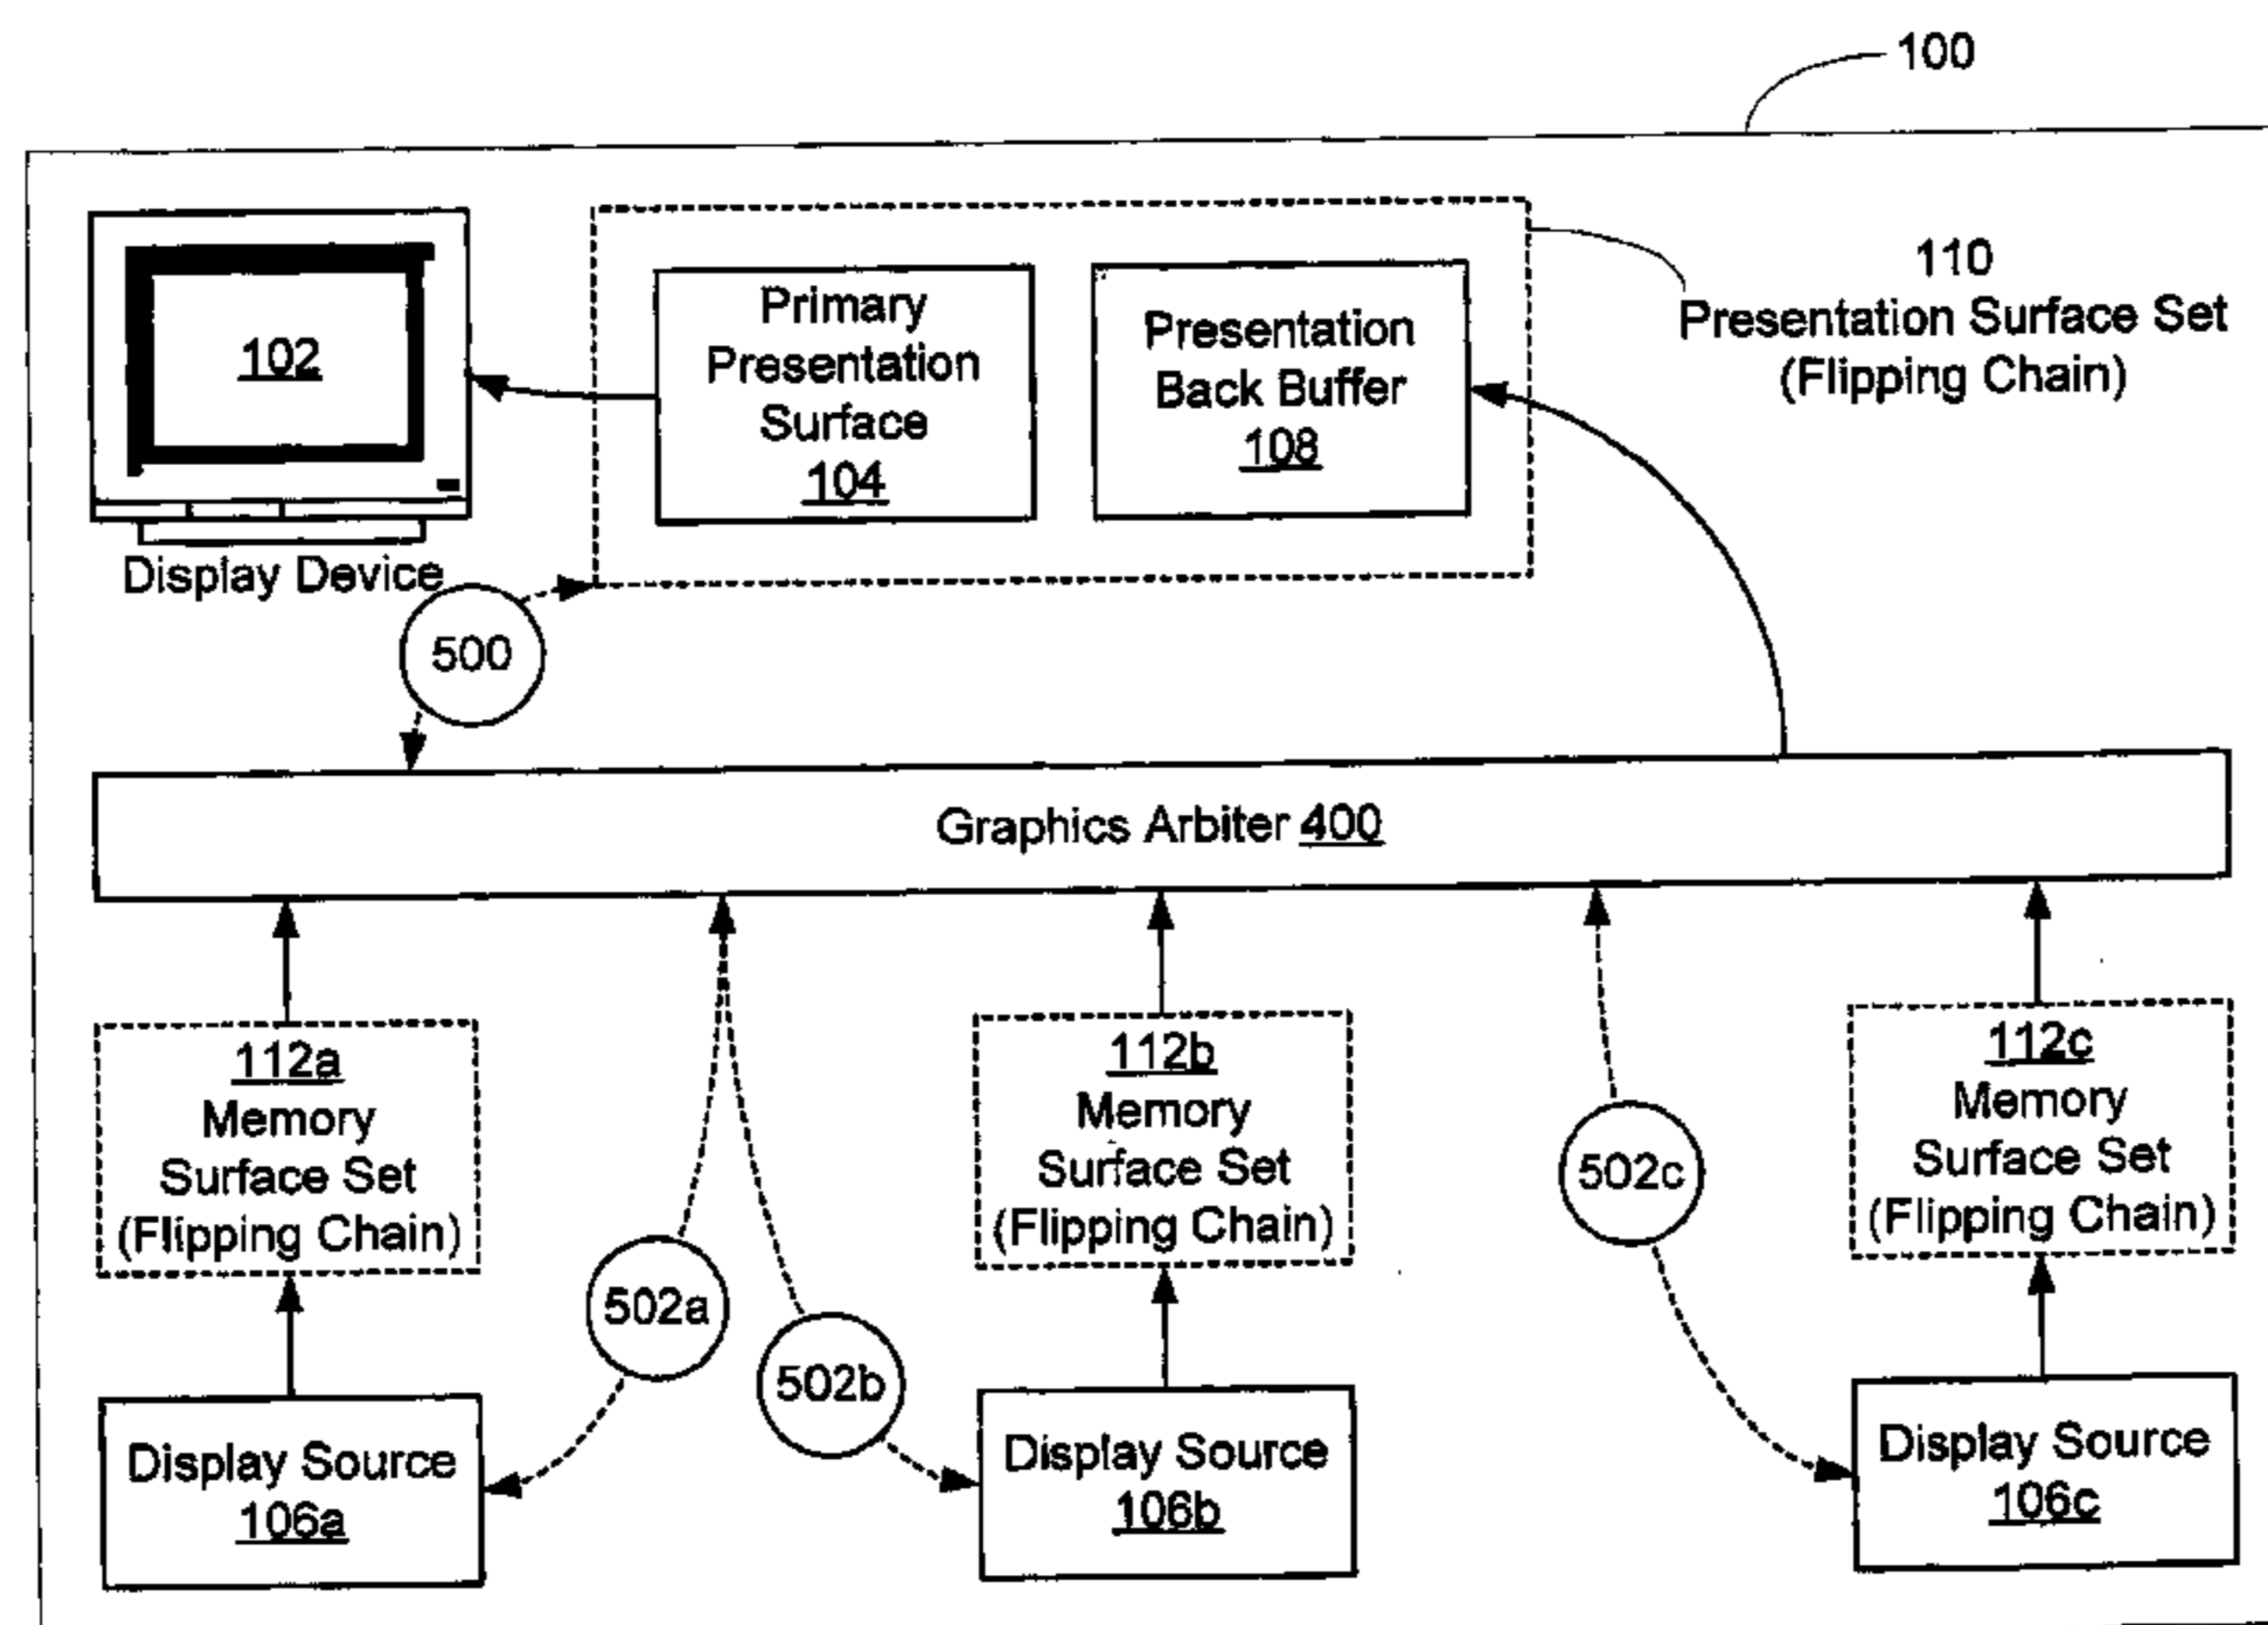 100
102
Display Device
Primary
Presentation
Surface
104
Presentation
Back Buffer
108
110
Presentation Surface Set
(Flipping Chain)
500
Graphics Arbiter 400
112a
Memory
Surface Set
(Flipping Chain)
502a
502b
112b
Memory
Surface Set
(Flipping Chain)
502c
112c
Memory
Surface Set
(Flipping Chain)
Display Source
106a
Display Source
106b
Display Source
106c